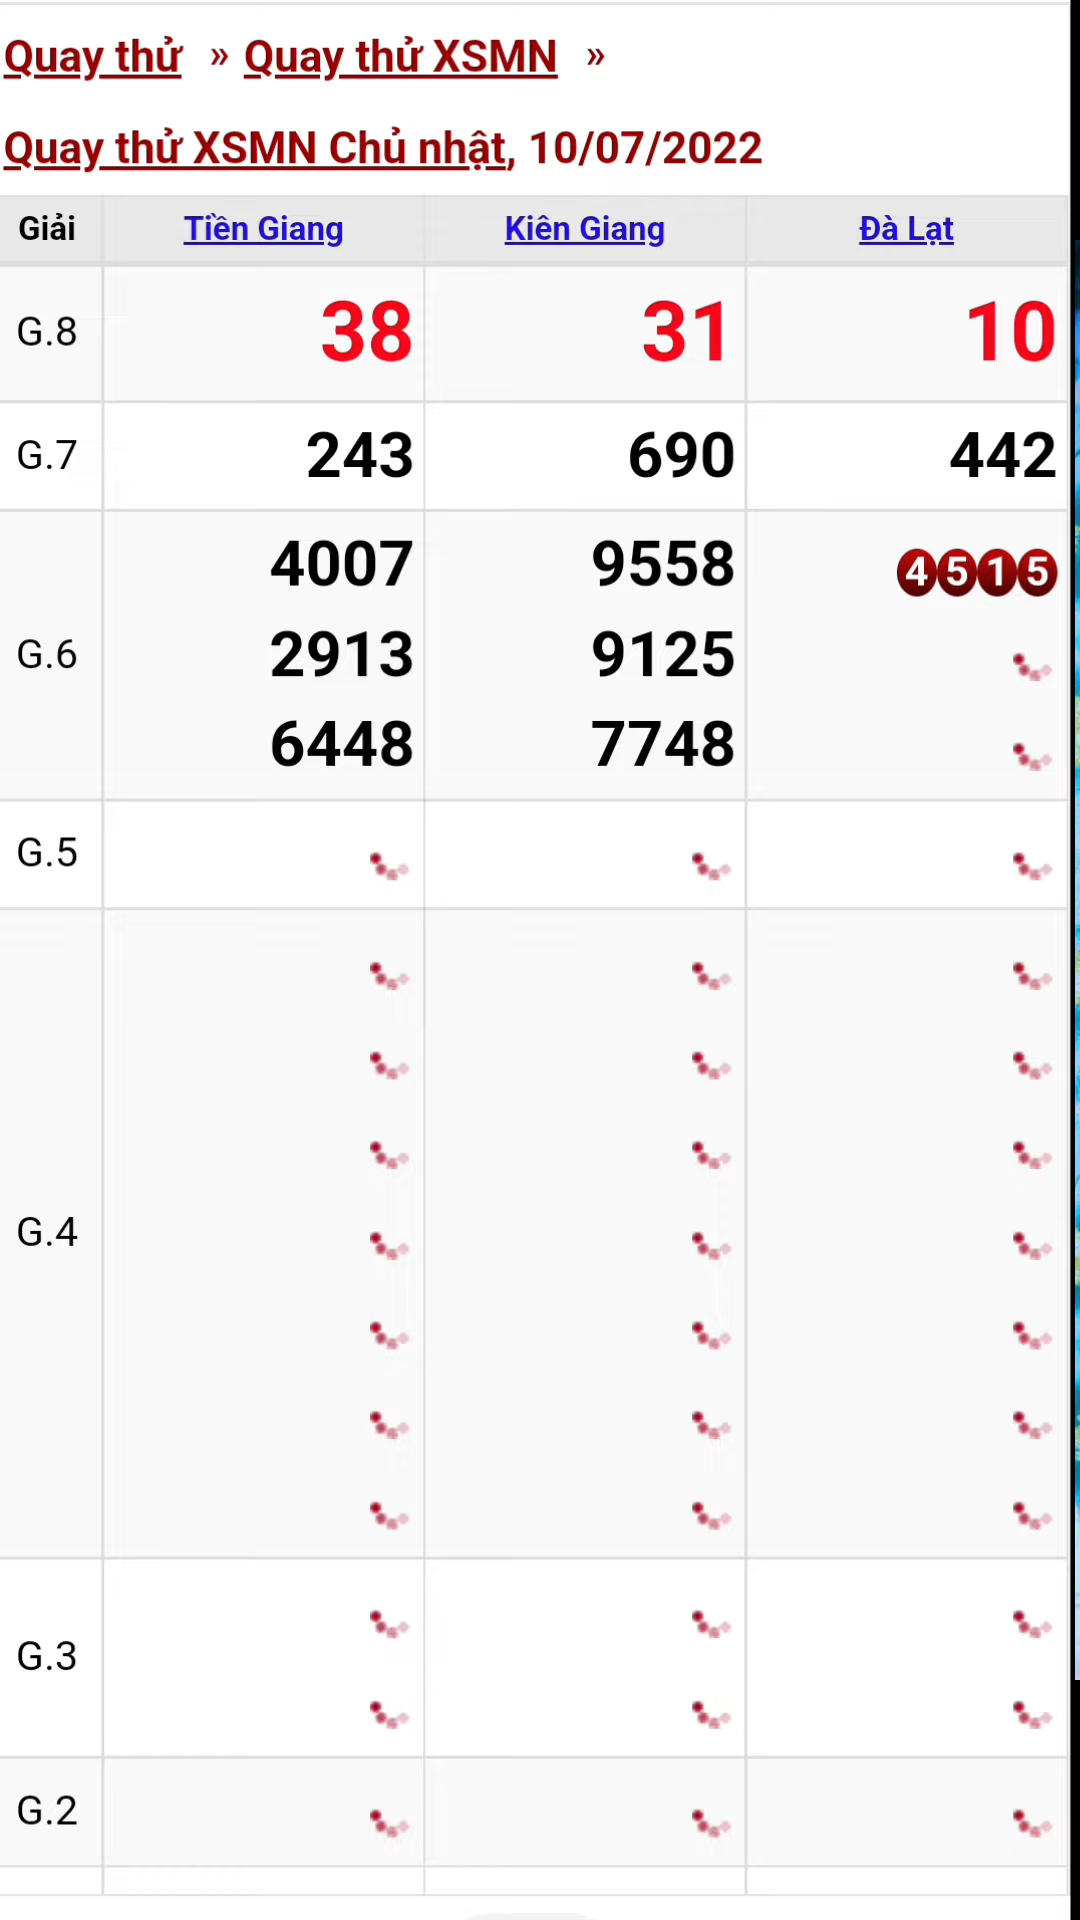 Quay thử » Quay thử XSMN »
Quay thử XSMN Chủ nhật, 10/07/2022
Giải Tiền Giang Kiên Giang Đà Lạt
G.8 38 31 10
G.7 243 690 442
4007 9558 4515
G.6 2913 9125
6448 7748
G.5
G.4
G.3
G.2